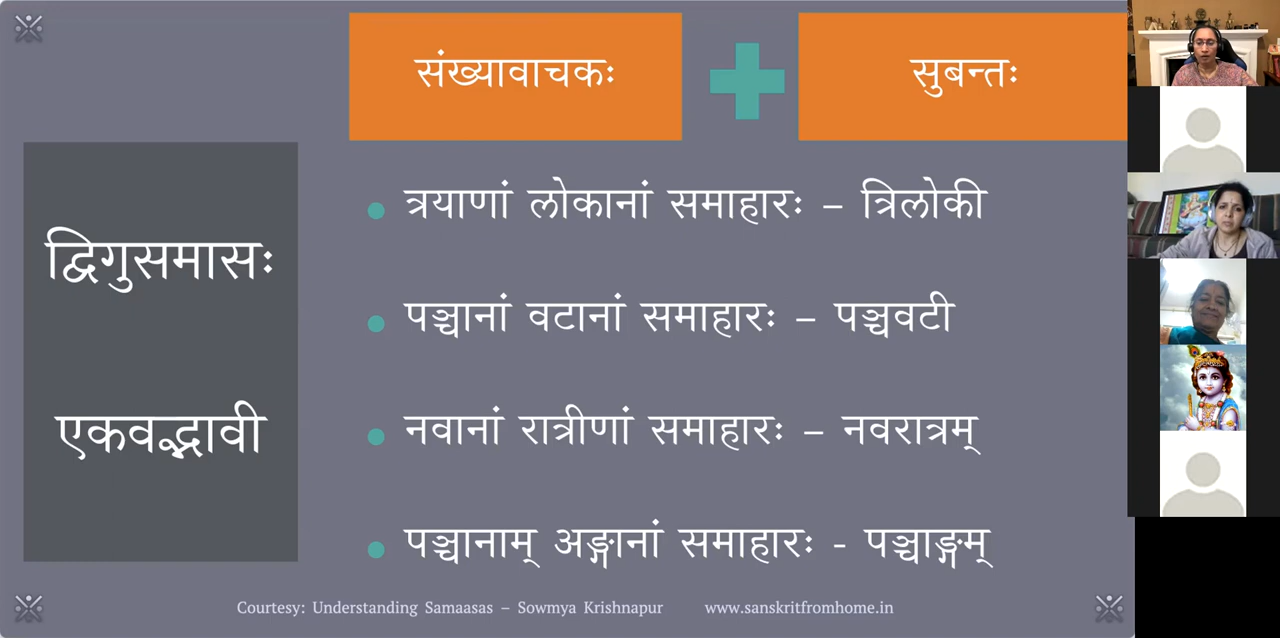 संख्यावाचकः
सुबन्तः
द्विगुसमासः
एकवद्भावी
त्रयाणां लोकानां समाहारः – त्रिलोकी
पञ्चानां वटानां समाहारः – पञ्चवटी
नवानां रात्रीणां समाहारः – नवरात्रम्
पञ्चानाम् अङ्गानां समाहारः - पञ्चाङ्गम्
Courtesy: Understanding Samaasas – Sowmya Krishnapur www.sanskritfromhome.in